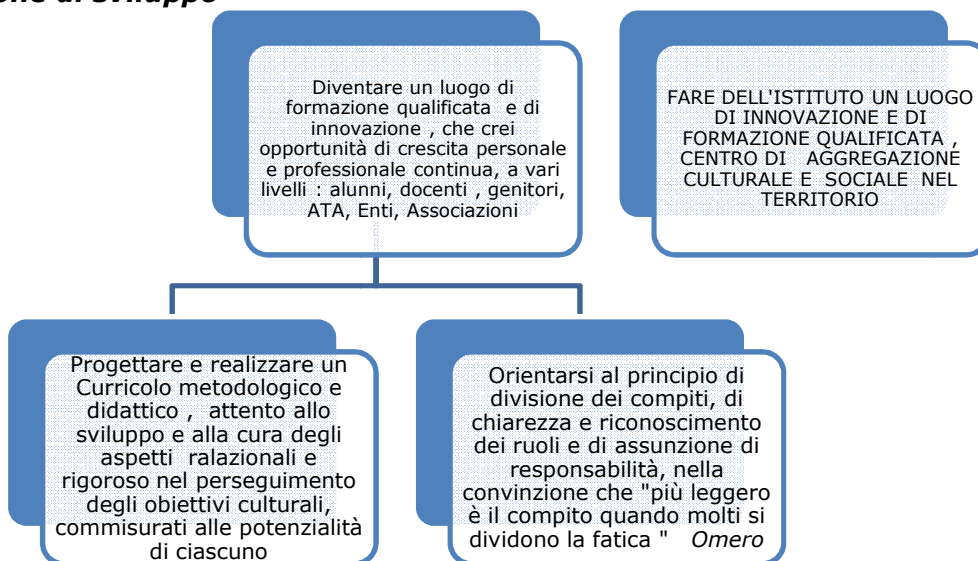 di sviluppo
Diventare un luogo di
formazione qualificata e di
innovazione , che crei
opportunità di crescita personale
e professionale continua, a vari
livelli : alunni, docenti , genitori,
ATA, Enti, Associazioni
FARE DELL'ISTITUTO UN LUOGO
DI INNOVAZIONE E DI
FORMAZIONE QUALIFICATA ,
CENTRO DI AGGREGAZIONE
CULTURALE E SOCIALE NEL
TERRITORIO
Progettare e realizzare un
Curricolo metodologico e
didattico , attento allo
sviluppo e alla cura degli
aspetti ralazionali e
rigoroso nel perseguimento
degli obiettivi culturali,
commisurati alle potenzialità
di ciascuno
Orientarsi al principio di
divisione dei compiti, di
chiarezza e riconoscimento
dei ruoli e di assunzione di
responsabilità, nella
convinzione che "più leggero
è il compito quando molti si
dividono la fatica " Omero